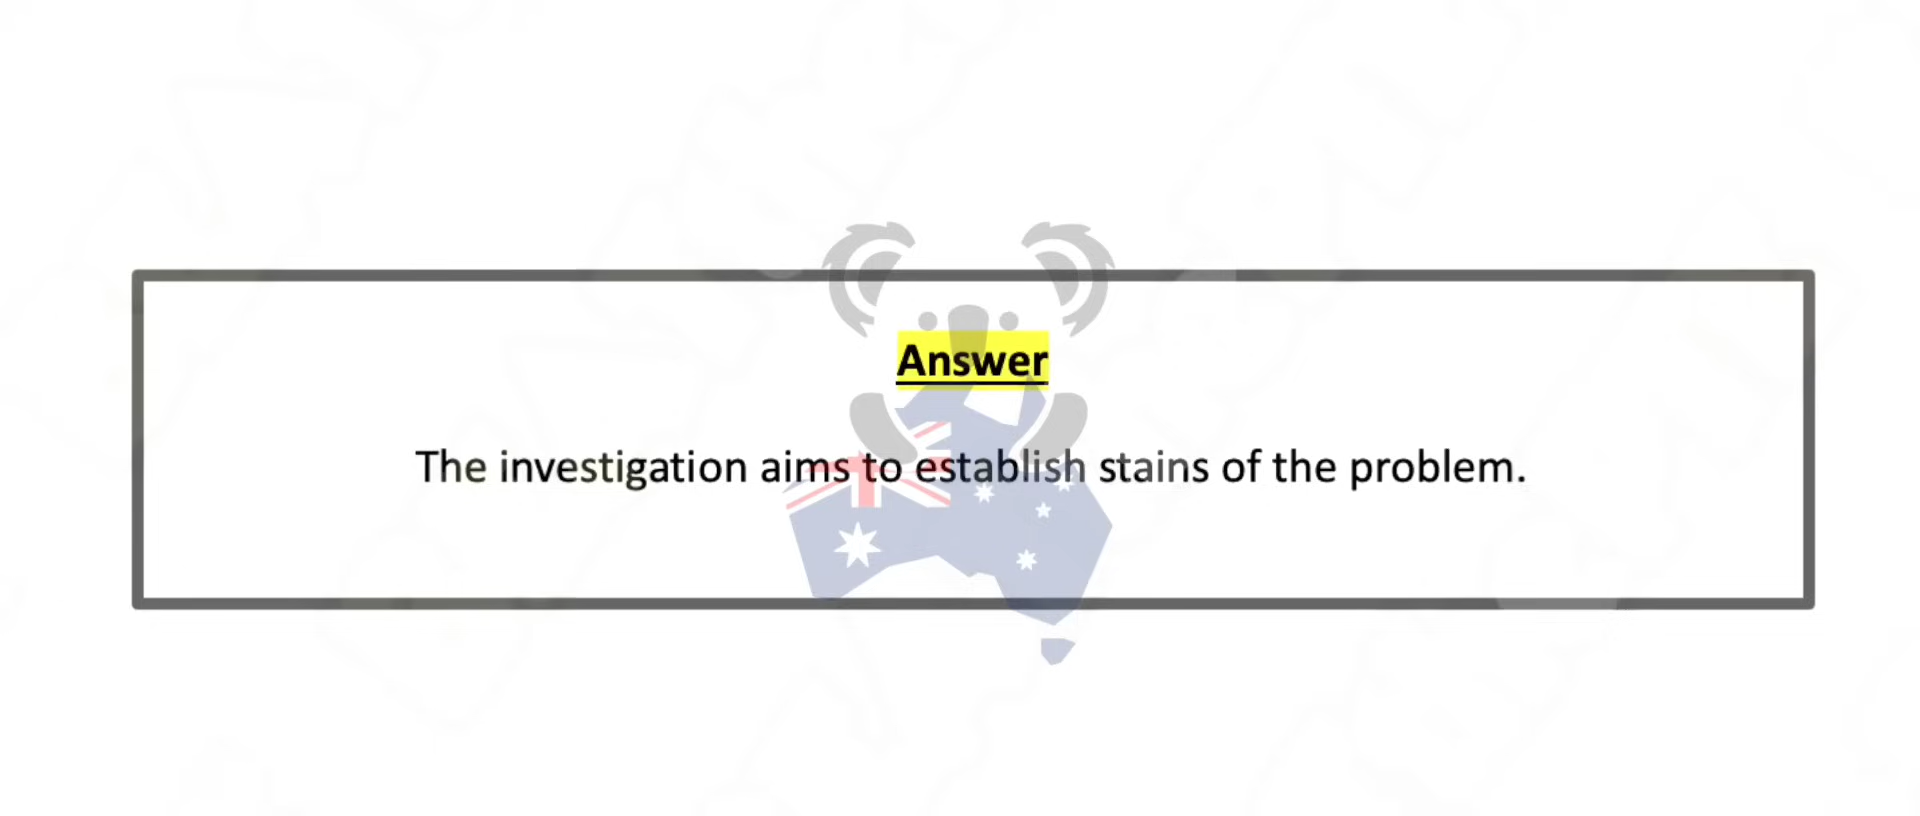 Answer
The investigation aims to establish stains of the problem.